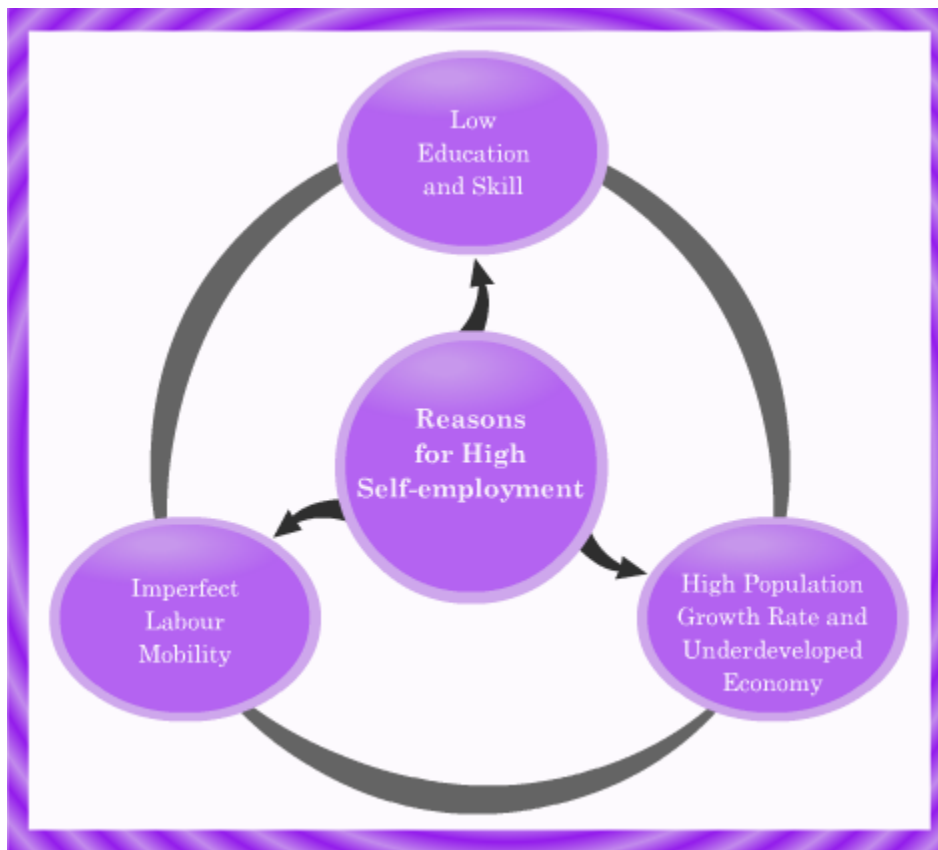 Low
Education
and Skill
Reasons
for High
Self-employment
Imperfect
Labour
Mobility
High Population
Growth Rate and
Underdeveloped
Economy